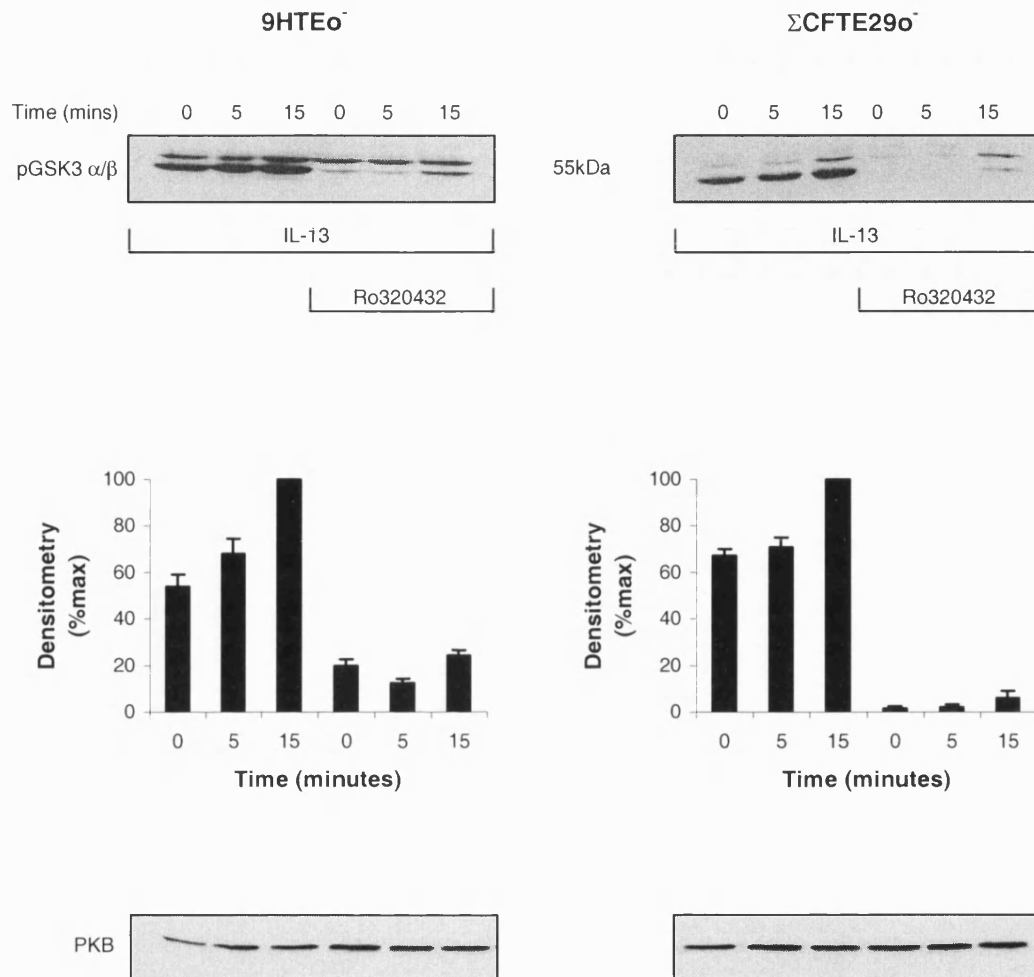 9HTEo⁻ ΣCFTE29o⁻
Time (mins) 0 5 15 0 5 15 0 5 15 0 5 15
pGSK3 α/β 55kDa
IL-13 IL-13
Ro320432 Ro320432
Densitometry (%max)
100
80
60
40
20
0
0 5 15 0 5 15
Time (minutes)
Densitometry (%max)
100
80
60
40
20
0
0 5 15 0 5 15
Time (minutes)
PKB